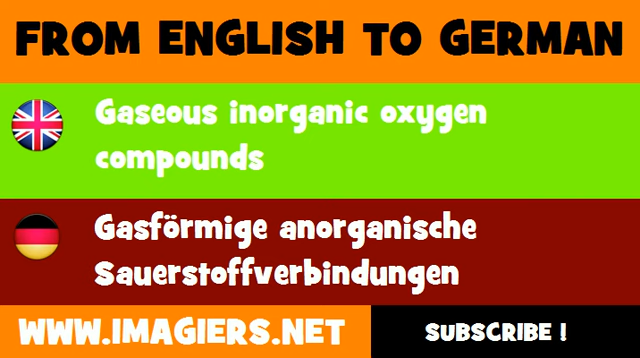 FROM ENGLISH TO GERMAN
Gaseous inorganic oxygen
compounds
Gasförmige anorganische
Sauerstoffverbindungen
WWW.IMAGIERS.NET
SUBSCRIBE !